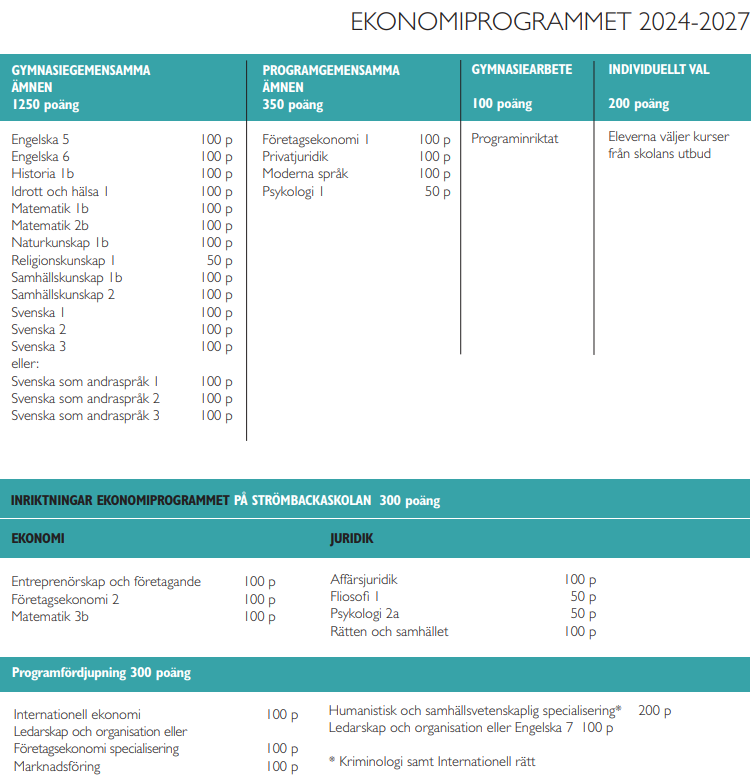 EKONOMIPROGRAMMET 2024-2027
GYMNASIEGEMENSAMMA
ÄMNEN
1250 poäng
Engelska 5 100 p
Engelska 6 100 p
Historia 1b 100 p
Idrott och hälsa 1 100 p
Matematik 1b 100 p
Matematik 2b 100 p
Naturkunskap 1b 100 p
Religionskunskap 1 50 p
Samhällskunskap 1b 100 p
Samhällskunskap 2 100 p
Svenska 1 100 p
Svenska 2 100 p
Svenska 3 100 p
eller:
Svenska som andraspråk 1 100 p
Svenska som andraspråk 2 100 p
Svenska som andraspråk 3 100 p
PROGRAMGEMENSAMMA
ÄMNEN
350 poäng
Företagsekonomi 1 100 p
Privatjuridik 100 p
Moderna språk 100 p
Psykologi 1 50 p
GYMNASIEARBETE
100 poäng
Programinriktat
INDIVIDUELLT VAL
200 poäng
Eleverna väljer kurser
från skolans utbud
INRIKTNINGAR EKONOMIPROGRAMMET PÅ STRÖMBACKASKOLAN 300 poäng
EKONOMI
Entreprenörskap och företagande 100 p
Företagsekonomi 2 100 p
Matematik 3b 100 p
JURIDIK
Affärsjuridik 100 p
Fliosofi 1 50 p
Psykologi 2a 50 p
Rätten och samhället 100 p
Programfördjupning 300 poäng
Internationell ekonomi 100 p
Ledarskap och organisation eller
Företagsekonomi specialisering 100 p
Marknadsföring 100 p
Humanistisk och samhällsvetenskaplig specialisering* 200 p
Ledarskap och organisation eller Engelska 7 100 p
* Kriminologi samt Internationell rätt